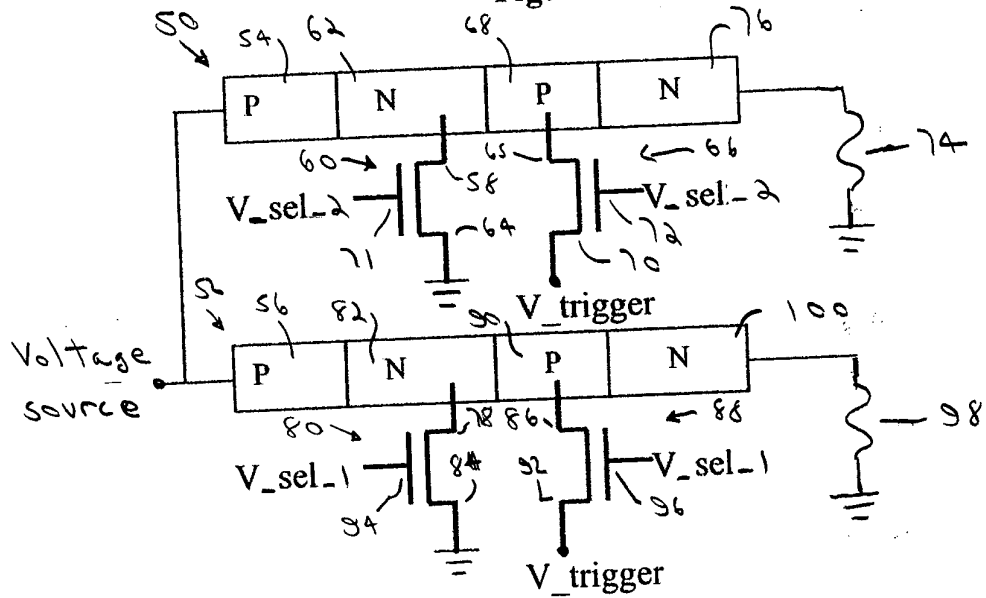 50 54 62 68 76
P N P N
60 65 66 74
58
V_sel_2 V_sel_2
64 72
71 70
V_trigger
56 82 90 100
P N P N
Voltage
source
80 78 86 88
98
V_sel_1 84 92 V_sel_1
94 96
V_trigger